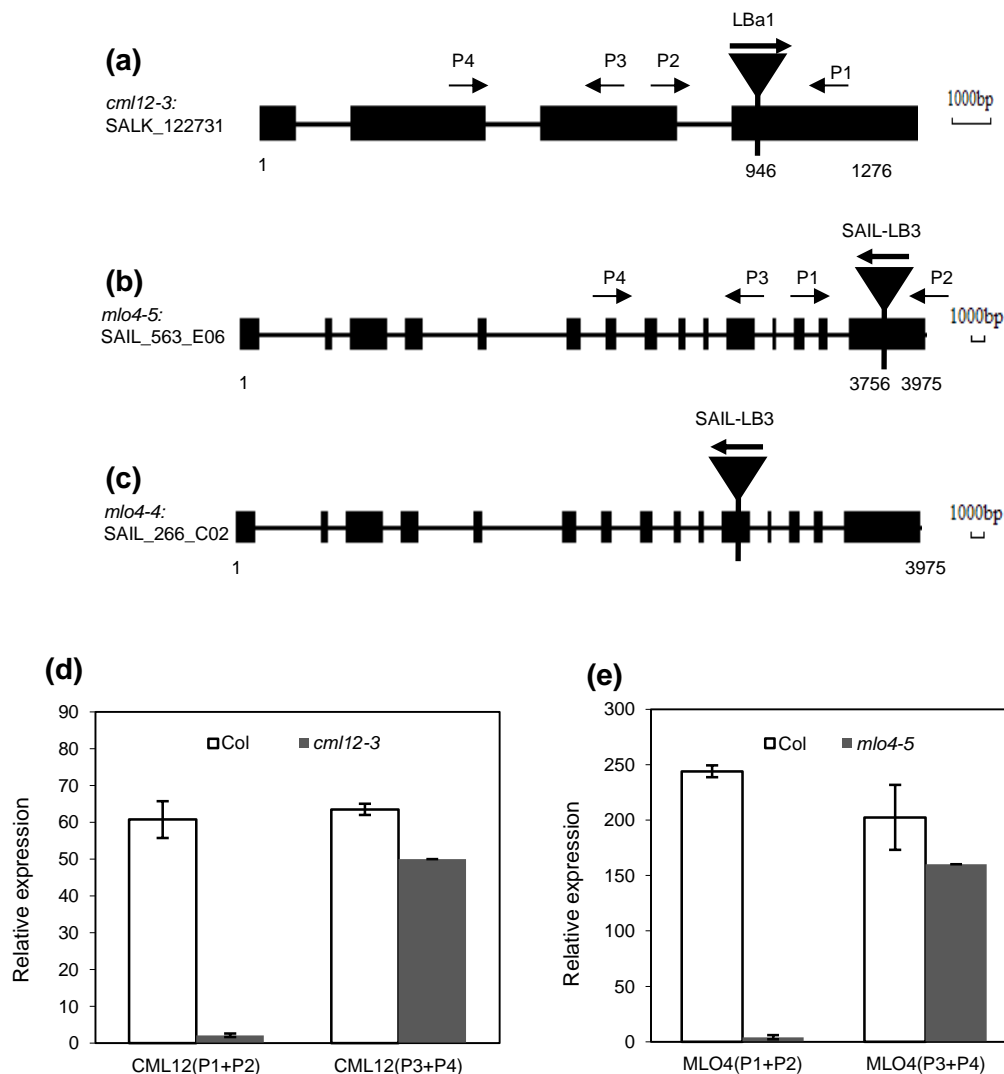 (a)
cml12-3:
SALK_122731
P4
P3
P2
LBa1
P1
1000bp
1
946
1276
(b)
mlo4-5:
SAIL_563_E06
P4
P3
P1
SAIL-LB3
P2
1000bp
1
3756
3975
(c)
mlo4-4:
SAIL_266_C02
SAIL-LB3
1000bp
1
3975
(d)
Relative expression
90
80
70
60
50
40
30
20
10
0
Col
cml12-3
CML12(P1+P2)
CML12(P3+P4)
(e)
Relative expression
300
250
200
150
100
50
0
Col
mlo4-5
MLO4(P1+P2)
MLO4(P3+P4)